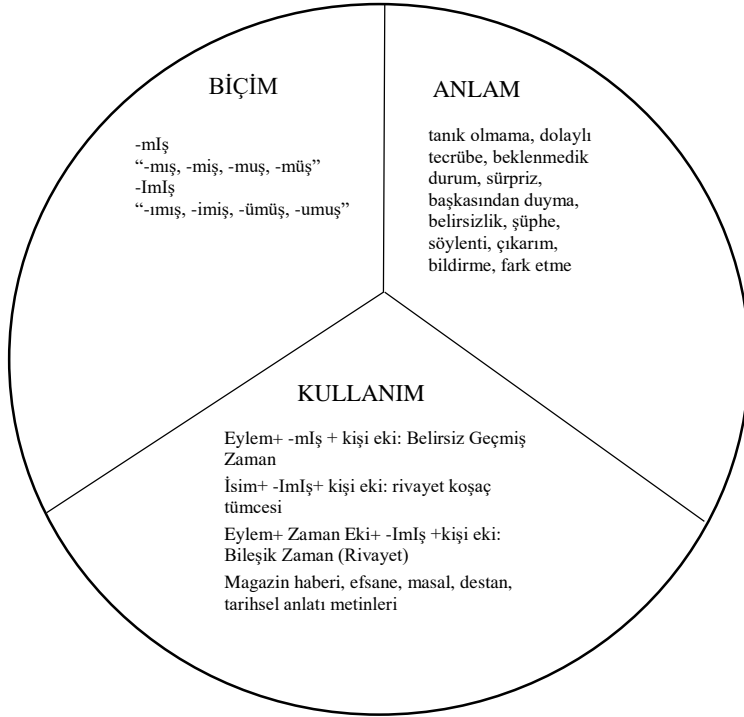 BİÇİM
-mIş
“-mış, -miş, -muş, -müş”
-ImIş
“-ımış, -imiş, -ümüş, -umuş”
ANLAM
tanık olmama, dolaylı
tecrübe, beklenmedik
durum, sürpriz,
başkasından duyma,
belirsizlik, şüphe,
söylenti, çıkarım,
bildirme, fark etme
KULLANIM
Eylem+ -mIş + kişi eki: Belirsiz Geçmiş
Zaman
İsim+ -ImIş+ kişi eki: rivayet koşaç
tümcesi
Eylem+ Zaman Eki+ -ImIş +kişi eki:
Bileşik Zaman (Rivayet)
Magazin haberi, efsane, masal, destan,
tarihsel anlatı metinleri